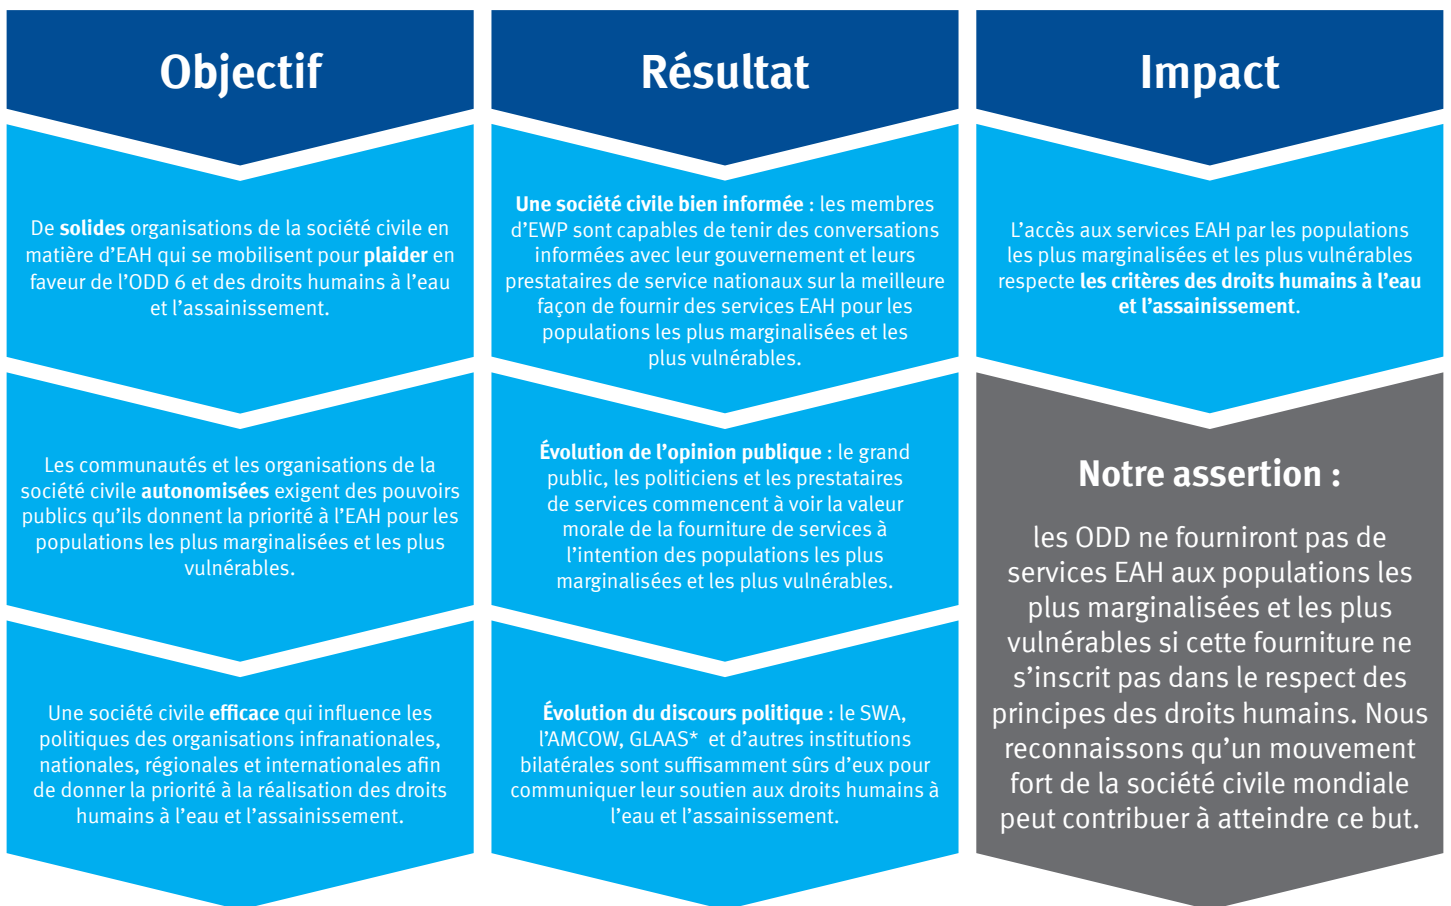 Objectif
De solides organisations de la société civile en
matière d’EAH qui se mobilisent pour plaider en
faveur de l’ODD 6 et des droits humains à l’eau
et l’assainissement.
Les communautés et les organisations de la
société civile autonomisées exigent des pouvoirs
publics qu’ils donnent la priorité à l’EAH pour les
populations les plus marginalisées et les plus
vulnérables.
Une société civile efficace qui influence les
politiques des organisations infranationales,
nationales, régionales et internationales afin
de donner la priorité à la réalisation des droits
humains à l’eau et l’assainissement.
Résultat
Une société civile bien informée : les membres
d’EWP sont capables de tenir des conversations
informées avec leur gouvernement et leurs
prestataires de service nationaux sur la meilleure
façon de fournir des services EAH pour les
populations les plus marginalisées et les
plus vulnérables.
Évolution de l’opinion publique : le grand
public, les politiciens et les prestataires
de services commencent à voir la valeur
morale de la fourniture de services à
l’intention des populations les plus
marginalisées et les plus vulnérables.
Évolution du discours politique : le SWA,
l’AMCOW, GLAAS* et d’autres institutions
bilatérales sont suffisamment sûrs d’eux pour
communiquer leur soutien aux droits humains à
l’eau et l’assainissement.
Impact
L’accès aux services EAH par les populations
les plus marginalisées et les plus vulnérables
respecte les critères des droits humains à l’eau
et l’assainissement.
Notre assertion :
les ODD ne fourniront pas de
services EAH aux populations les
plus marginalisées et les plus
vulnérables si cette fourniture ne
s’inscrit pas dans le respect des
principes des droits humains. Nous
reconnaissons qu’un mouvement
fort de la société civile mondiale
peut contribuer à atteindre ce but.